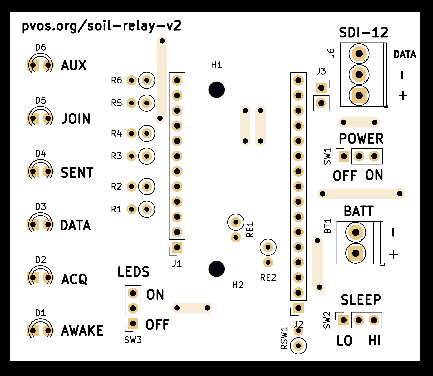 pvos.org/soil-relay-v2
SDI-12
D6
AUX
J6
DATA
–
+
H1
J3
R6
R5
D5
JOIN
R4
POWER
D4
SENT
R3
SW1
OFF ON
R2
R1
D3
DATA
RE1
BATT
BT1
–
+
J1
D2
ACQ
LEDS
H2
RE2
ON
SLEEP
OFF
SW3
J2
SW2
D1
AWAKE
RSW1
LO HI